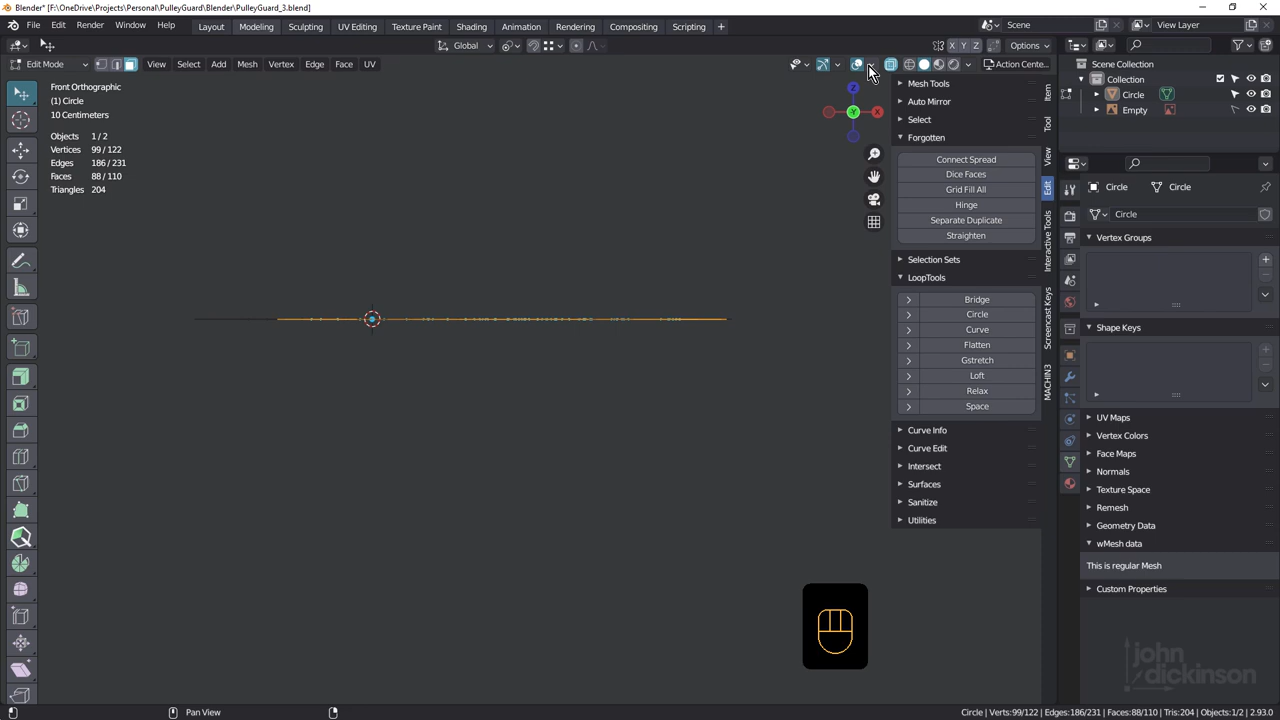 Blender* [F:\OneDrive\Projects\Personal\PulleyGuard\Blender\PulleyGuard_3.blend]
File Edit Render Window Help Layout Modeling Sculpting UV Editing Texture Paint Shading Animation Rendering Compositing Scripting + Scene View Layer
Global X Y Z Options
Edit Mode View Select Add Mesh Vertex Edge Face UV Action Cente...
Scene Collection
Collection
Circle
Empty
Front Orthographic
(1) Circle
10 Centimeters
Objects 1 / 2
Vertices 99 / 122
Edges 186 / 231
Faces 88 / 110
Triangles 204
Z
X
-Y
Mesh Tools
Auto Mirror
Select
Forgotten
Connect Spread
Dice Faces
Grid Fill All
Hinge
Separate Duplicate
Straighten
Selection Sets
LoopTools
Bridge
Circle
Curve
Flatten
Gstretch
Loft
Relax
Space
Curve Info
Curve Edit
Intersect
Surfaces
Sanitize
Utilities
Item
Tool
View
Edit
Interactive Tools
Screencast Keys
MACHIN3
Circle Circle
Circle
Vertex Groups
Shape Keys
UV Maps
Vertex Colors
Face Maps
Normals
Texture Space
Remesh
Geometry Data
wMesh data
This is regular Mesh
Custom Properties
john
dickinson
Pan View
Circle | Verts:99/122 | Edges:186/231 | Faces:88/110 | Tris:204 | Objects:1/2 | 2.93.0